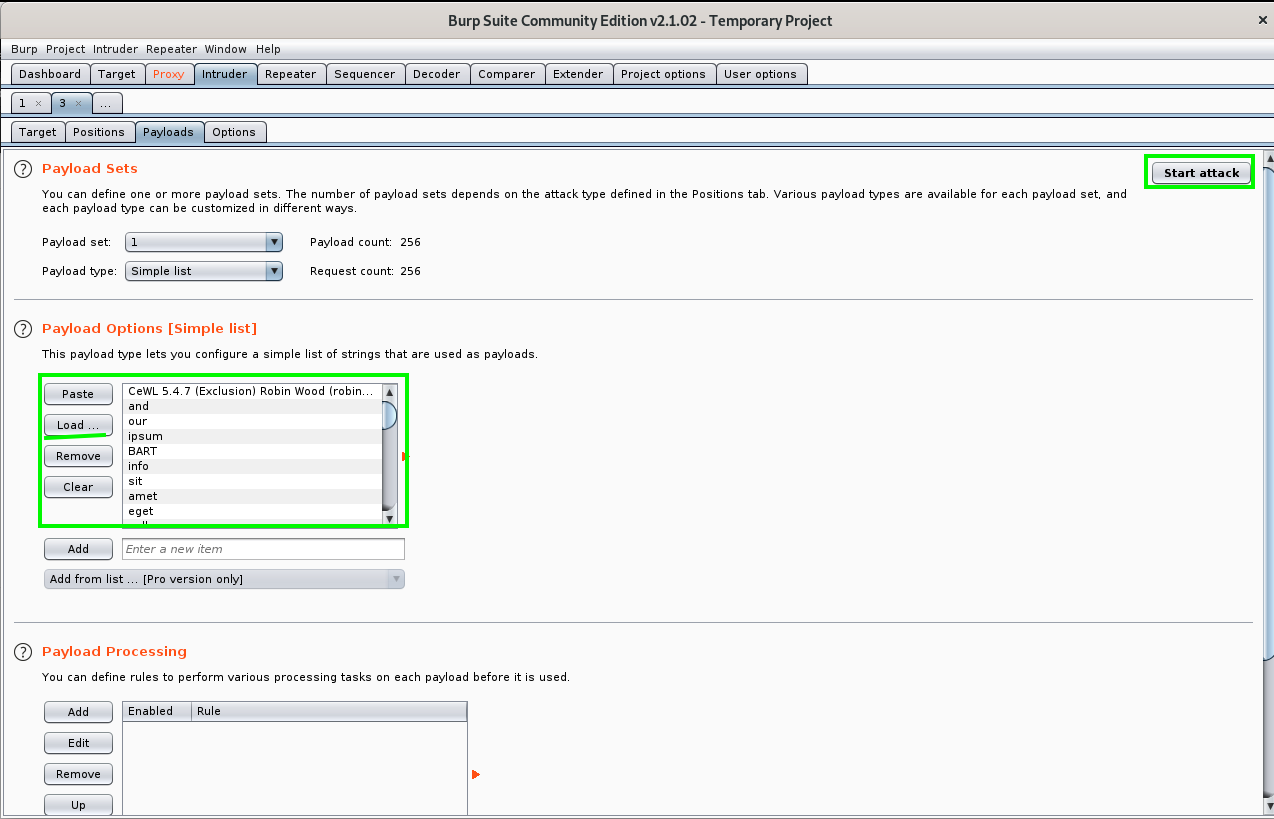 Burp Suite Community Edition v2.1.02 - Temporary Project
Burp Project Intruder Repeater Window Help
Dashboard Target Proxy Intruder Repeater Sequencer Decoder Comparer Extender Project options User options
1 × 3 × ...
Target Positions Payloads Options
? Payload Sets
Start attack
You can define one or more payload sets. The number of payload sets depends on the attack type defined in the Positions tab. Various payload types are available for each payload set, and
each payload type can be customized in different ways.
Payload set: 1 Payload count: 256
Payload type: Simple list Request count: 256
? Payload Options [Simple list]
This payload type lets you configure a simple list of strings that are used as payloads.
Paste
Load ...
Remove
Clear
CeWL 5.4.7 (Exclusion) Robin Wood (robin...
and
our
ipsum
BART
info
sit
amet
eget
Add Enter a new item
Add from list ... [Pro version only]
? Payload Processing
You can define rules to perform various processing tasks on each payload before it is used.
Add
Edit
Remove
Up
Enabled Rule